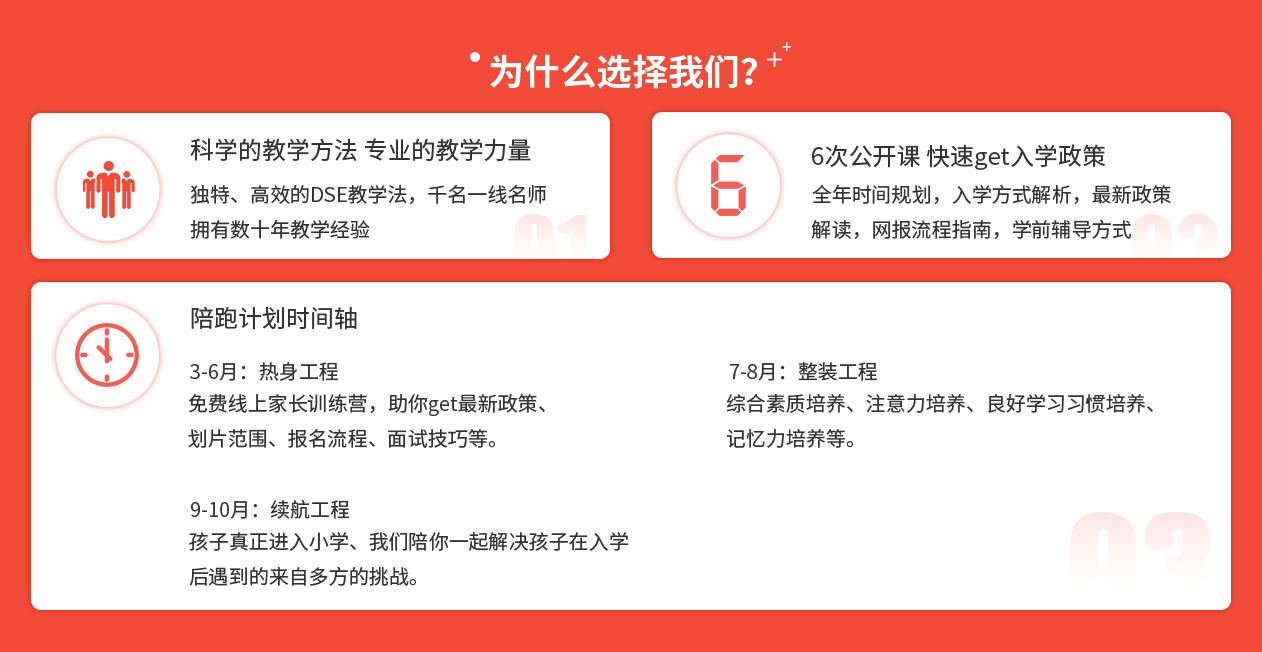 为什么选择我们?
科学的教学方法 专业的教学力量
独特、高效的DSE教学法，千名一线名师
拥有数十年教学经验
01
6
6次公开课 快速get入学政策
全年时间规划，入学方式解析，最新政策
解读，网报流程指南，学前辅导方式
02
陪跑计划时间轴
3-6月：热身工程
免费线上家长训练营，助你get最新政策、
划片范围、报名流程、面试技巧等。
7-8月：整装工程
综合素质培养、注意力培养、良好学习习惯培养、
记忆力培养等。
9-10月：续航工程
孩子真正进入小学、我们陪你一起解决孩子在入学
后遇到的来自多方的挑战。
03